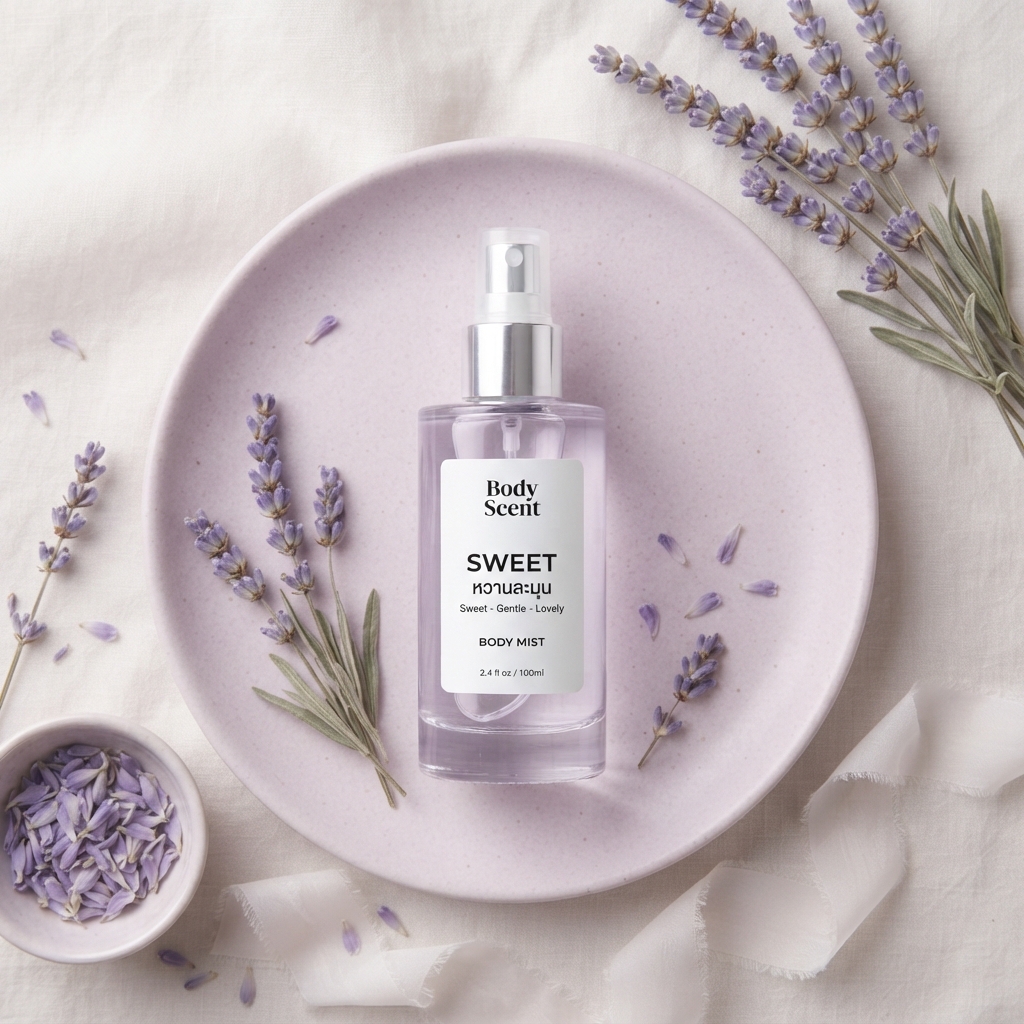 Body
Scent
SWEET
หวานละมุน
Sweet - Gentle - Lovely
BODY MIST
2.4 fl oz / 100ml